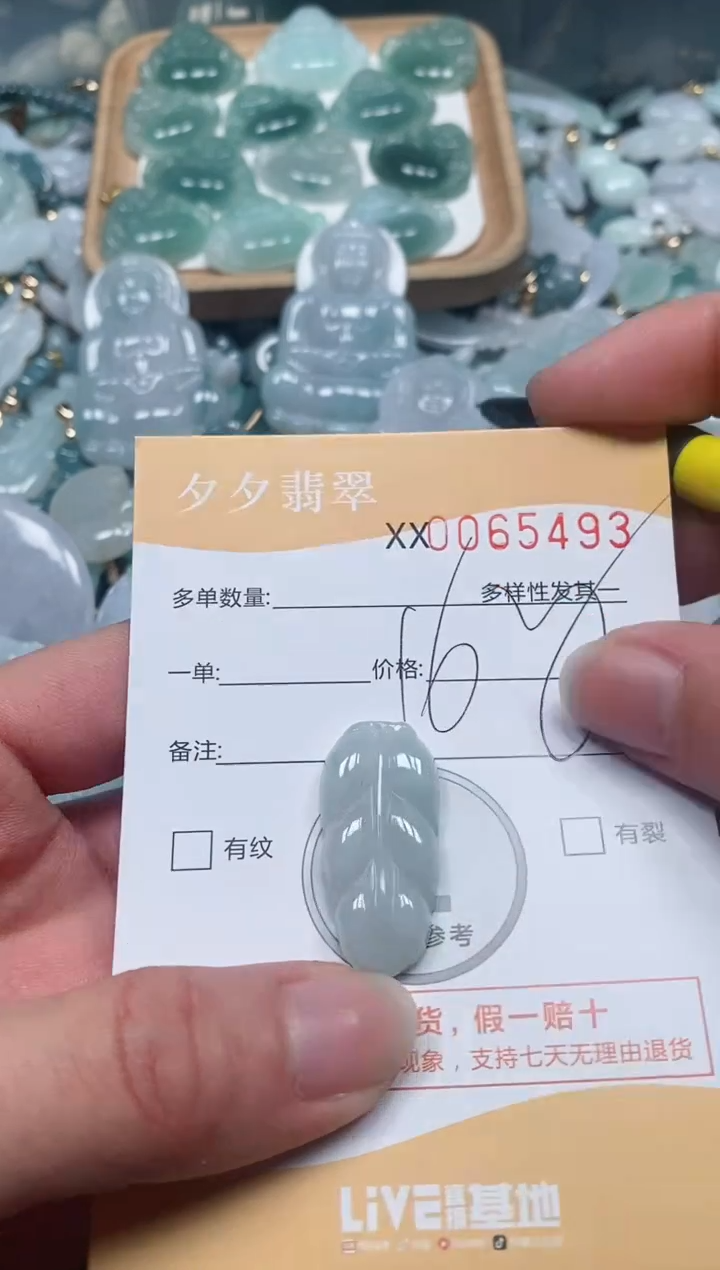 夕夕翡翠
XX0065493
多单数量: 多样性发其一
一单: 价格: 160
备注:
有纹 有裂
参考
货，假一赔十
现象，支持七天无理由退货
LiVE 基地